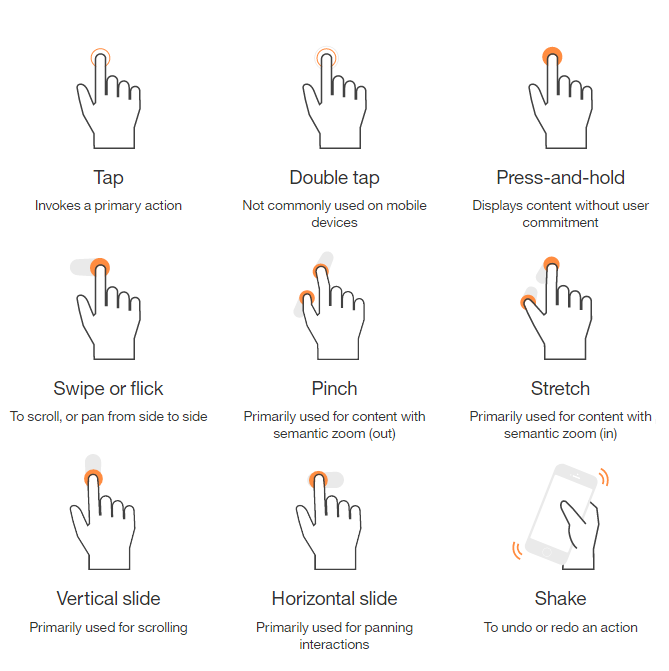 Tap
Invokes a primary action
Double tap
Not commonly used on mobile
devices
Press-and-hold
Displays content without user
commitment
Swipe or flick
To scroll, or pan from side to side
Pinch
Primarily used for content with
semantic zoom (out)
Stretch
Primarily used for content with
semantic zoom (in)
Vertical slide
Primarily used for scrolling
Horizontal slide
Primarily used for panning
interactions
Shake
To undo or redo an action